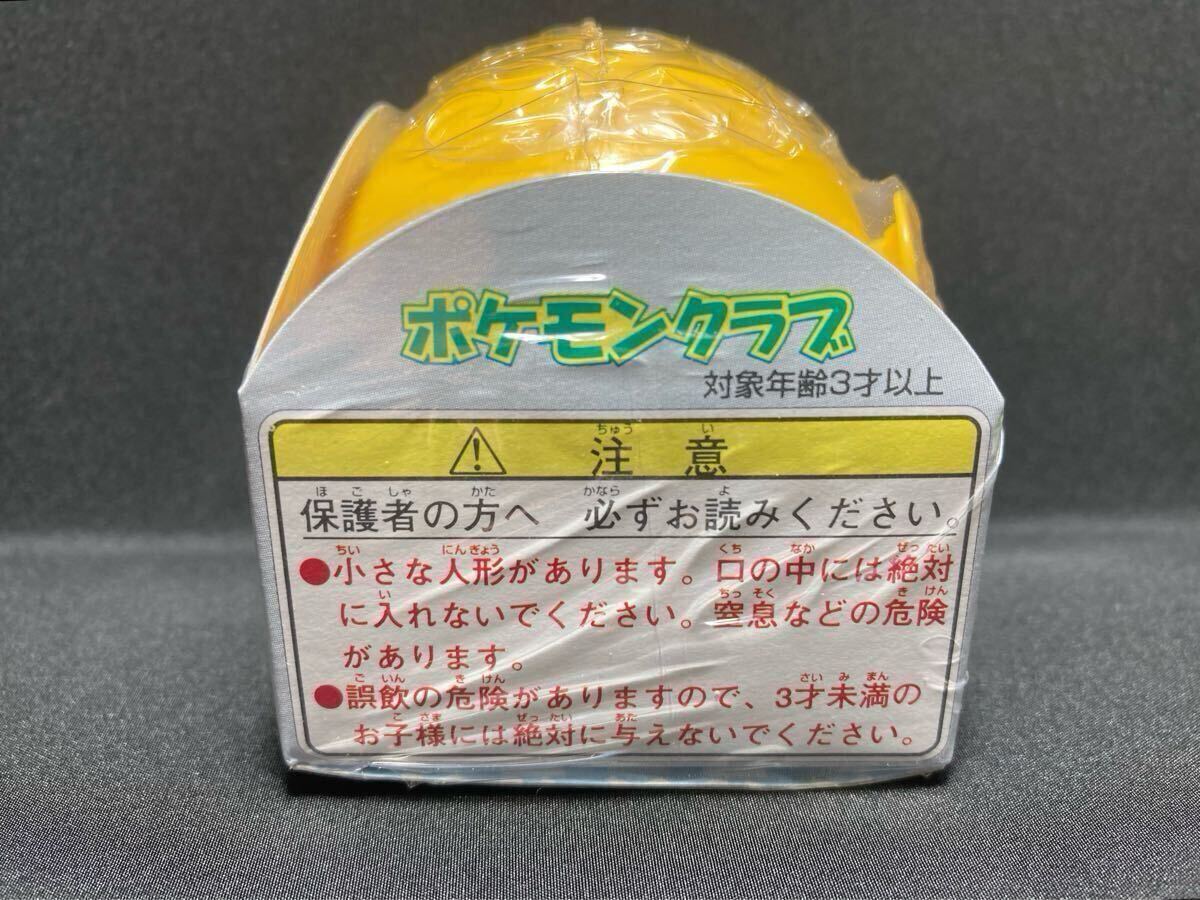 ポケモンクラブ
対象年齢3才以上
⚠ 注意
保護者の方へ 必ずお読みください。
●小さな人形があります。口の中には絶対
に入れないでください。窒息などの危険
があります。
●誤飲の危険がありますので、3才未満の
お子様には絶対に与えないでください。